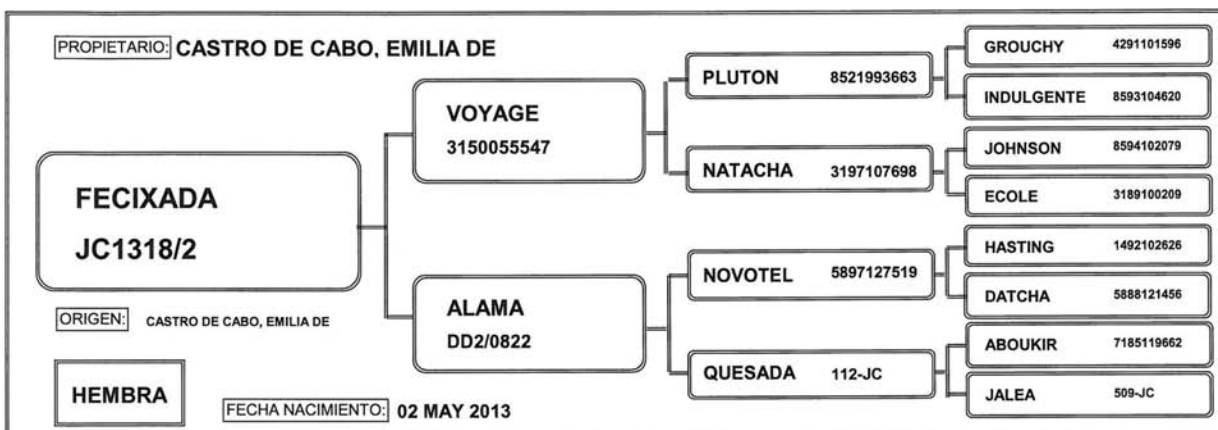 PROPIETARIO: CASTRO DE CABO, EMILIA DE
FECIXADA
JC1318/2
ORIGEN: CASTRO DE CABO, EMILIA DE
HEMBRA
FECHA NACIMIENTO: 02 MAY 2013
VOYAGE
3150055547
ALAMA
DD2/0822
PLUTON 8521993663
NATACHA 3197107698
NOVOTEL 5897127519
QUESADA 112-JC
GROUCHY 4291101596
INDULGENTE 8593104620
JOHNSON 8594102079
ECOLE 3189100209
HASTING 1492102626
DATCHA 5888121456
ABOUKIR 7185119662
JALEA 509-JC